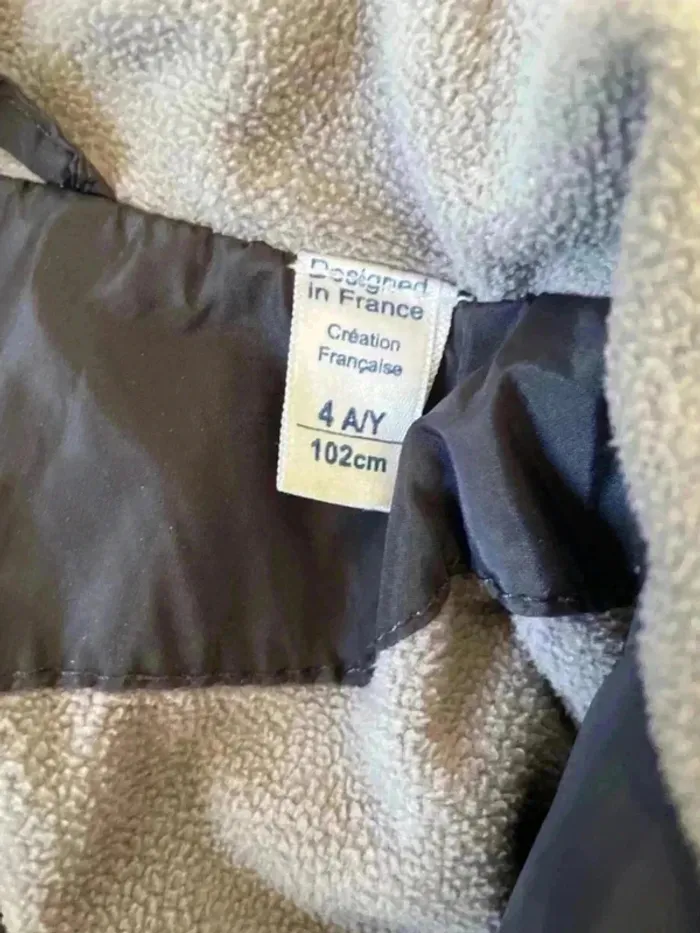 Designed
in France
Création
Française
4 A/Y
102cm